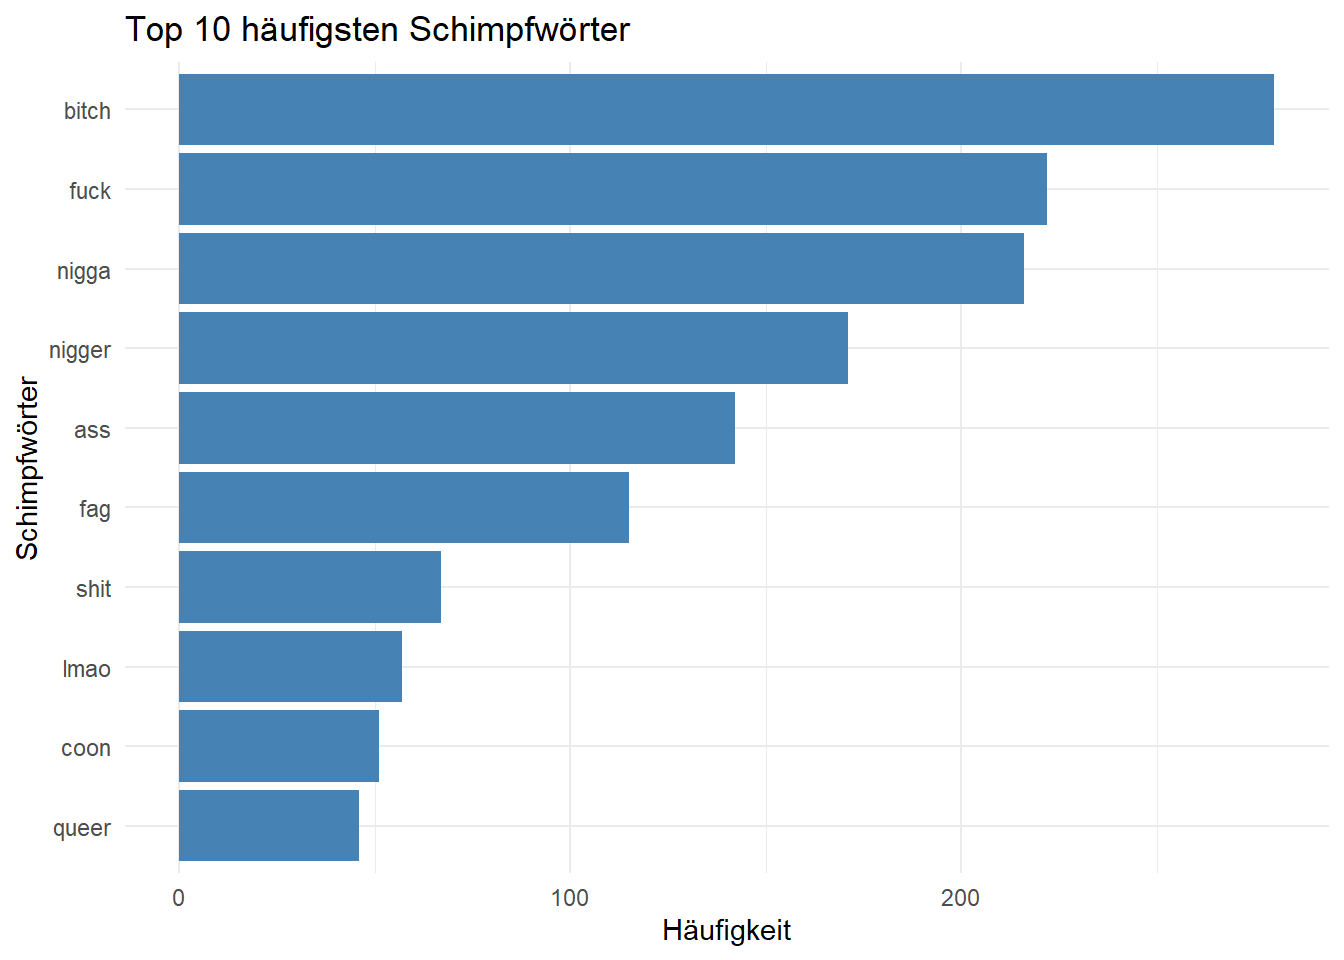 Top 10 häufigsten Schimpfwörter
Schimpfwörter
bitch
fuck
nigga
nigger
ass
fag
shit
lmao
coon
queer
0 100 200
Häufigkeit